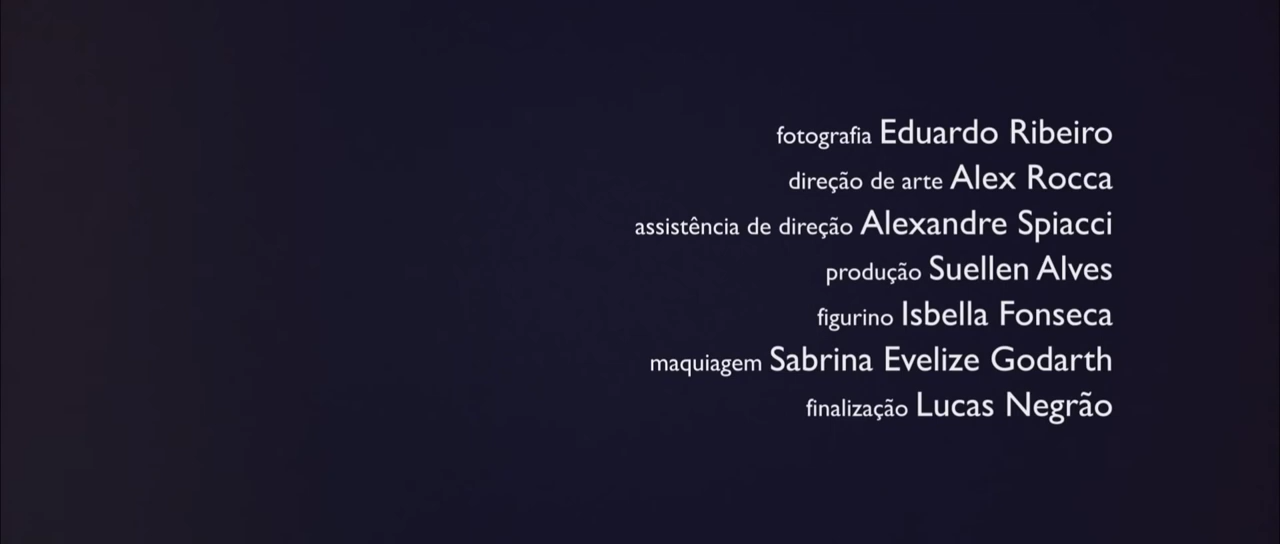 fotografia Eduardo Ribeiro
direção de arte Alex Rocca
assistência de direção Alexandre Spiacci
produção Suellen Alves
figurino Isbella Fonseca
maquiagem Sabrina Evelize Godarth
finalização Lucas Negrão